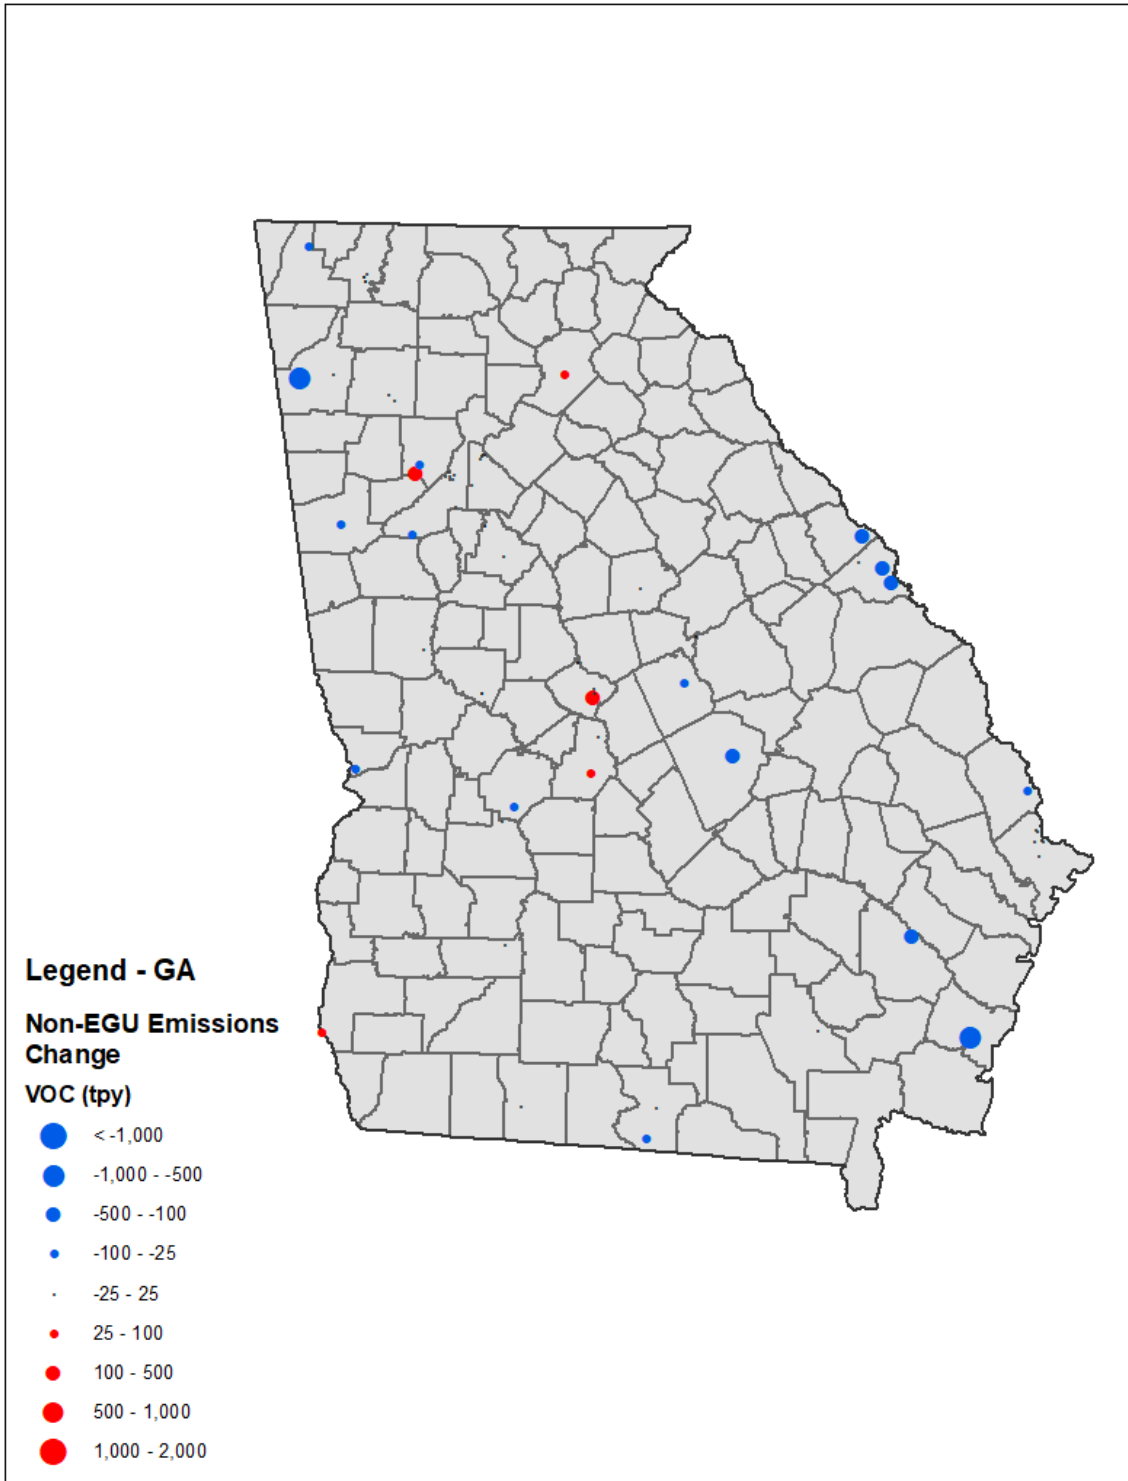 Legend - GA
Non-EGU Emissions
Change
VOC (tpy)
< -1,000
-1,000 - -500
-500 - -100
-100 - -25
-25 - 25
25 - 100
100 - 500
500 - 1,000
1,000 - 2,000